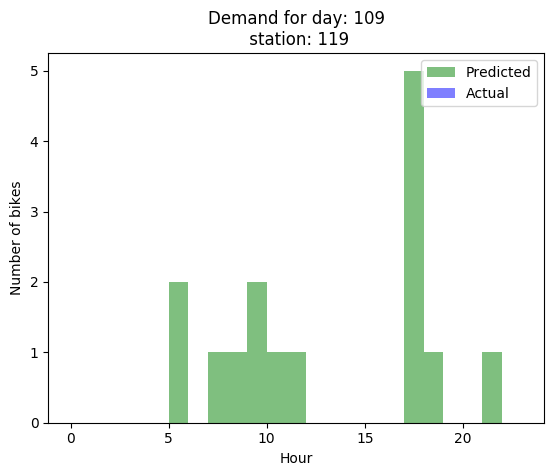 Demand for day: 109
station: 119
Predicted
Actual
Number of bikes
5
4
3
2
1
0
0
5
10
15
20
Hour